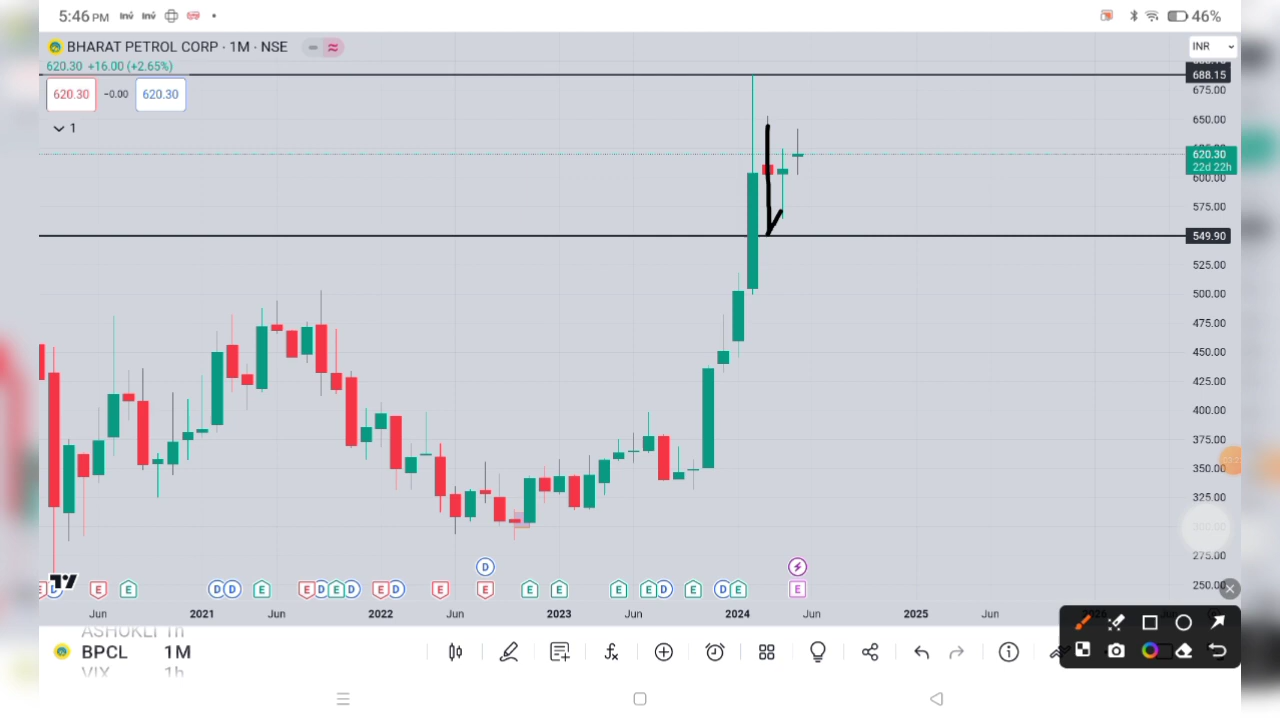 5:46 PM
46%
BHARAT PETROL CORP · 1M · NSE
INR
620.30 +16.00 (+2.65%)
620.30 −0.00 620.30
1
688.15
675.00
650.00
620.30
22d 22h
600.00
575.00
549.90
525.00
500.00
475.00
450.00
425.00
400.00
375.00
350.00
325.00
300.00
275.00
250.00
D
E E D D E E D E D E D E E E E E D E D E E
Jun 2021 Jun 2022 Jun 2023 Jun 2024 Jun 2025 Jun 2026
ASHOKL1 1h
BPCL 1M
VIX 1h